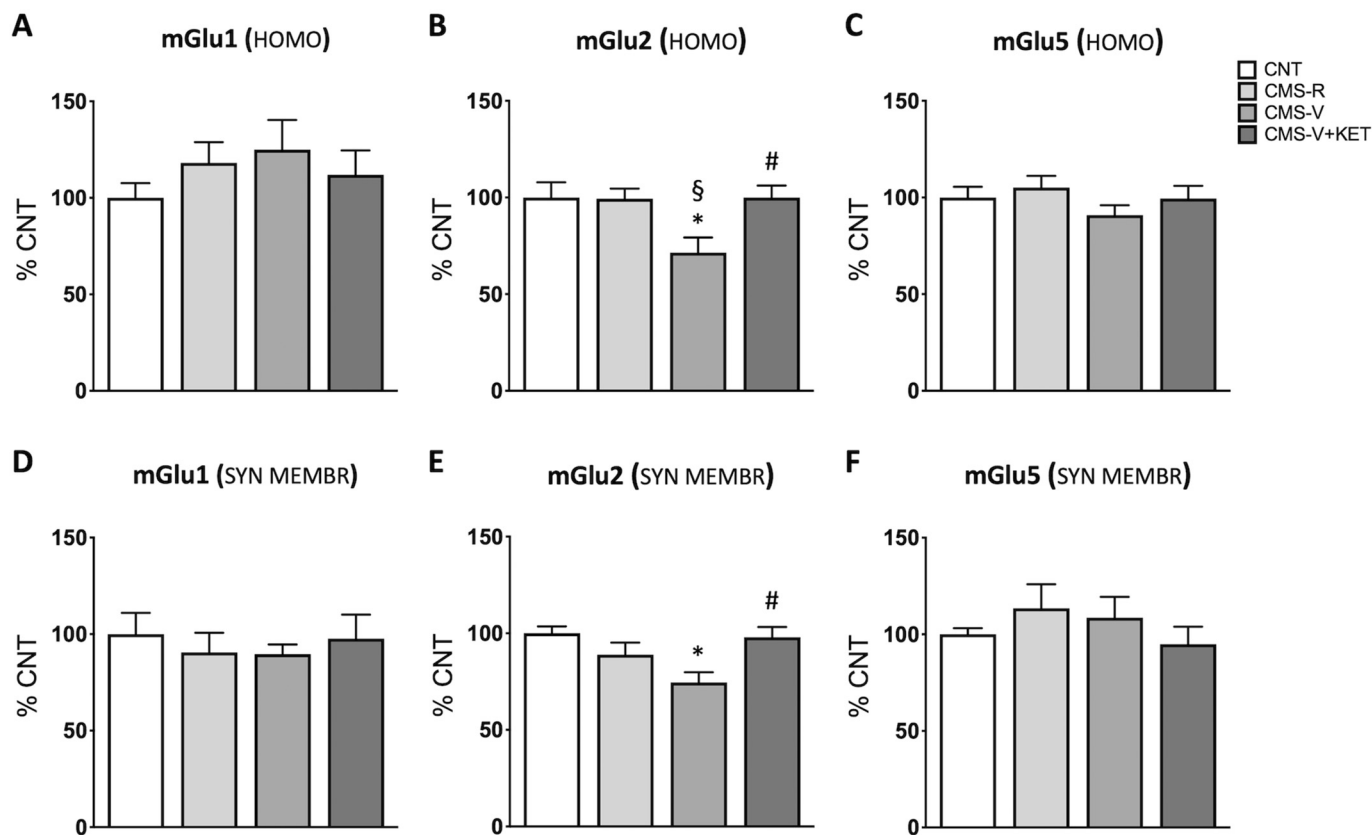 A
mGlu1 (HOMO)
150
100
50
0
% CNT
B
mGlu2 (HOMO)
150
100
50
0
% CNT
§
*
#
C
mGlu5 (HOMO)
150
100
50
0
% CNT
CNT
CMS-R
CMS-V
CMS-V+KET
D
mGlu1 (SYN MEMBR)
150
100
50
0
% CNT
E
mGlu2 (SYN MEMBR)
150
100
50
0
% CNT
*
#
F
mGlu5 (SYN MEMBR)
150
100
50
0
% CNT